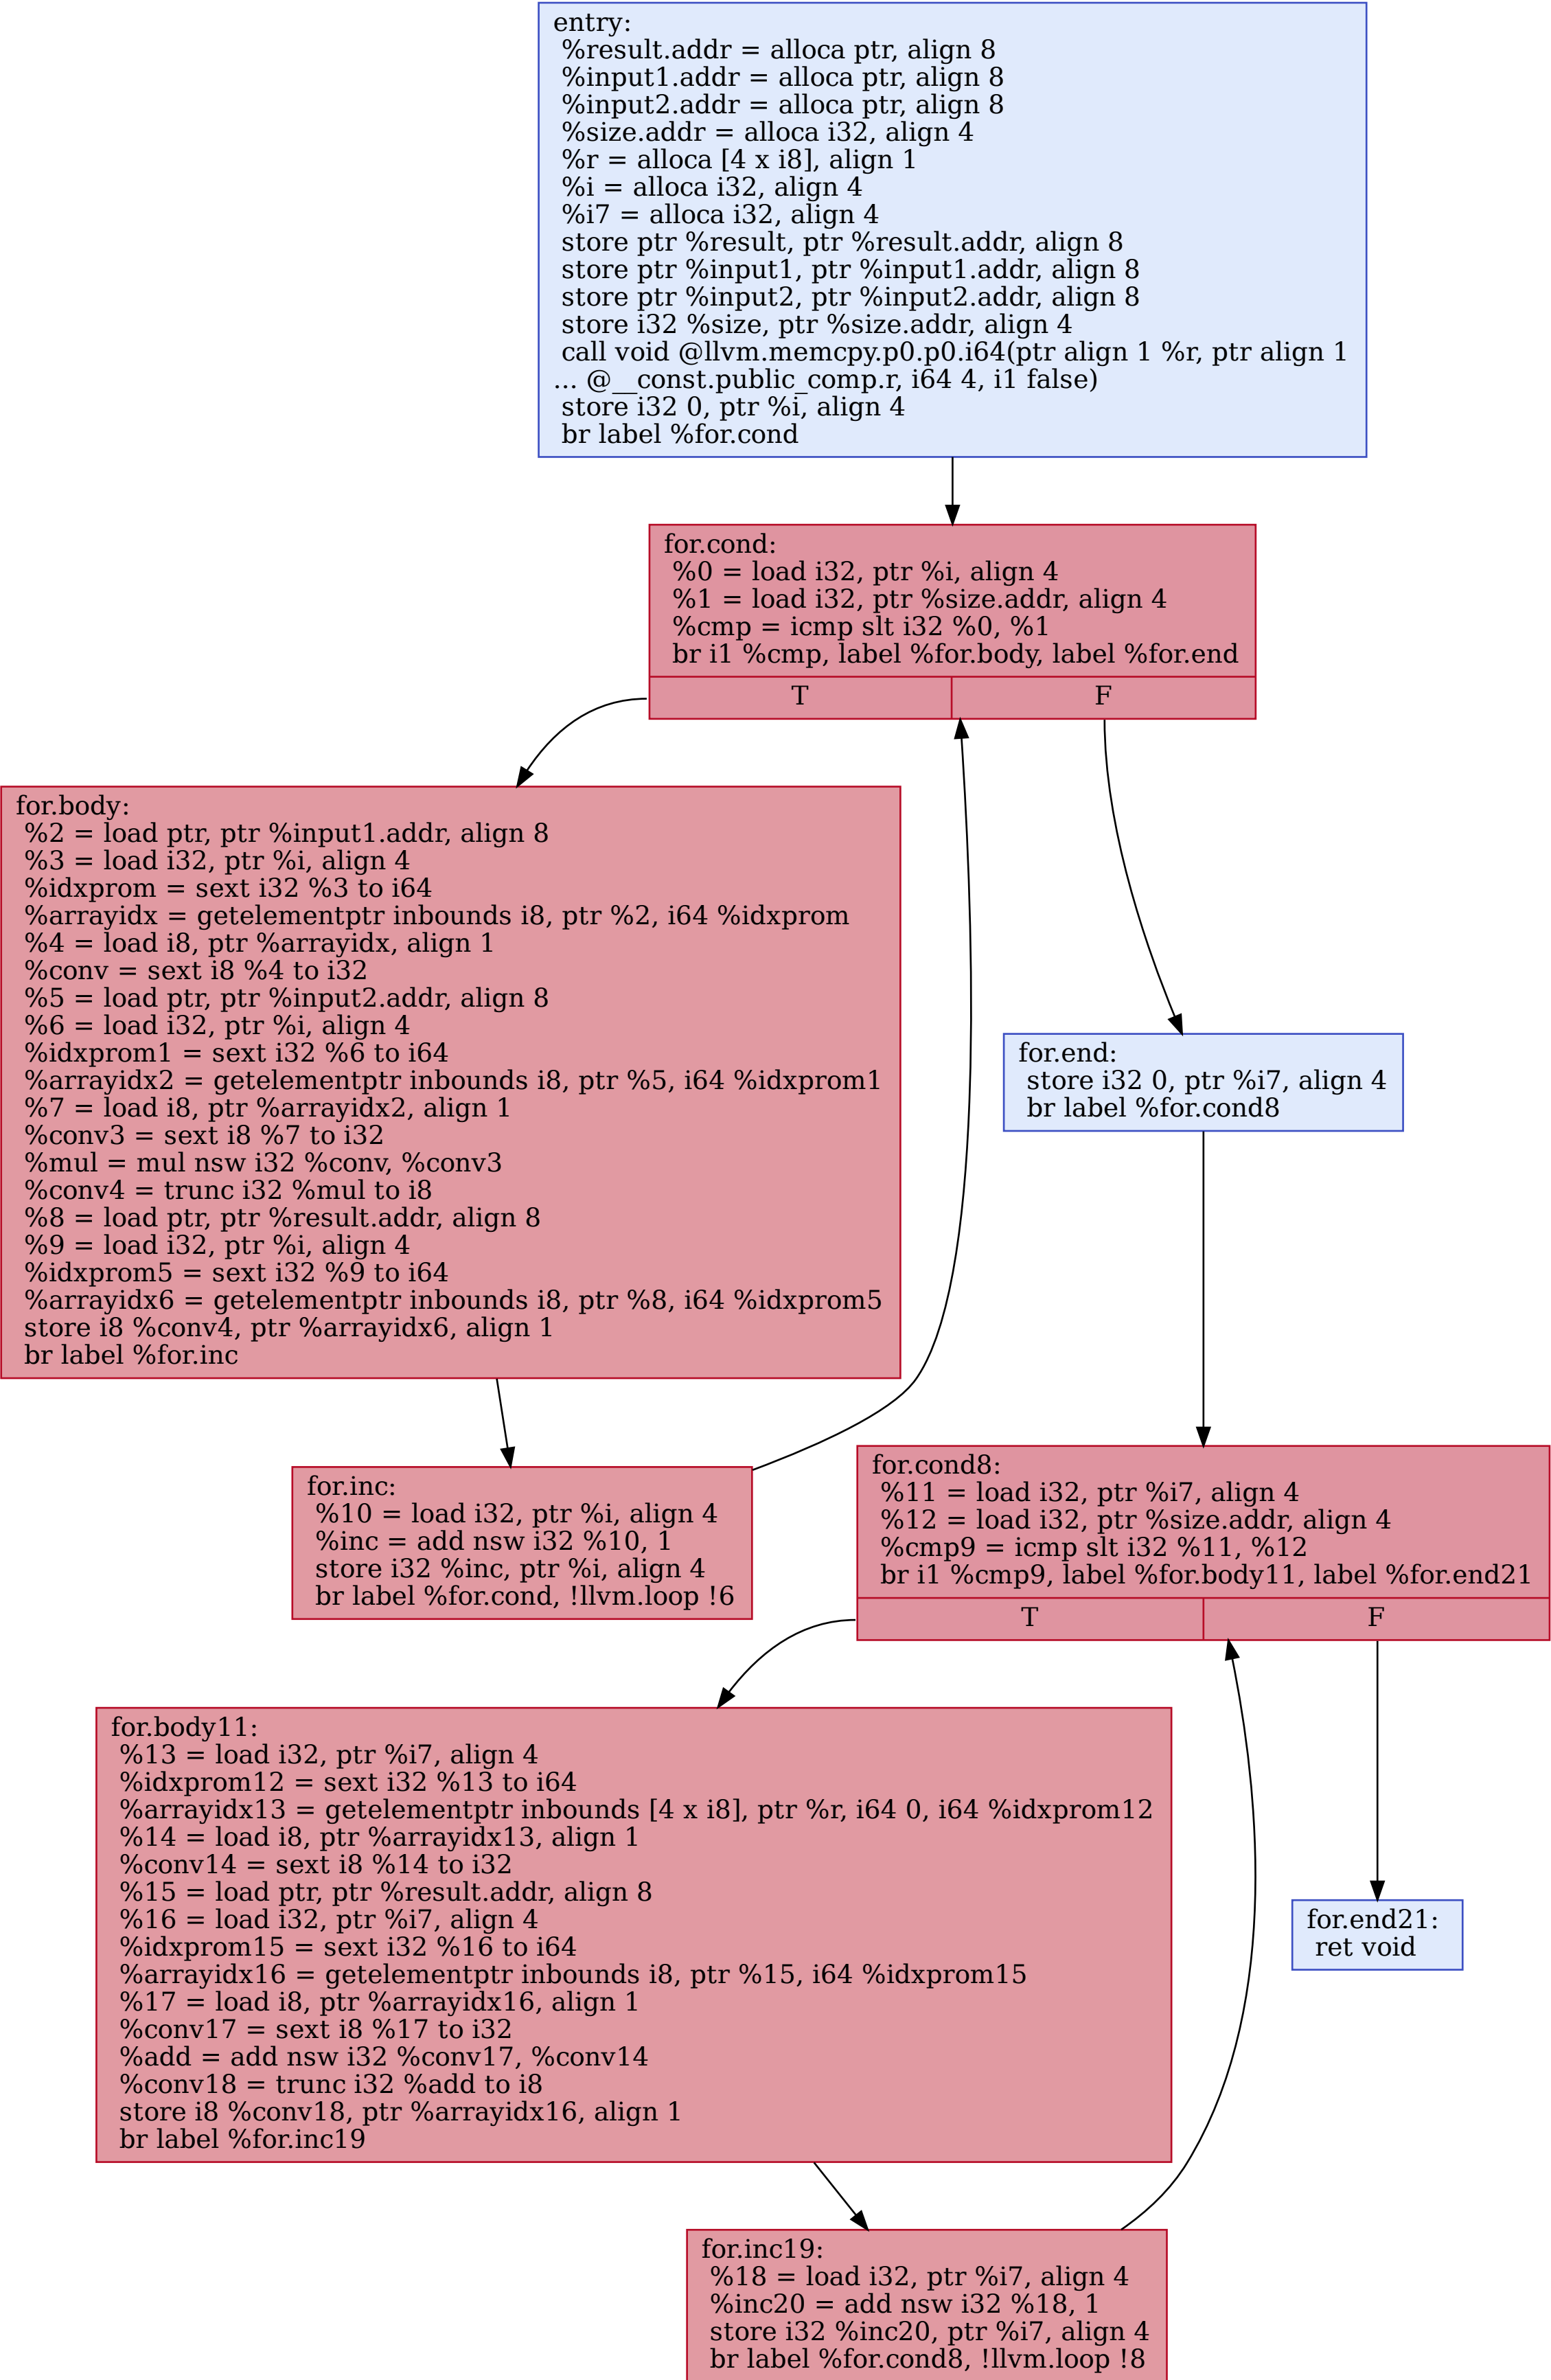 entry:
%result.addr = alloca ptr, align 8
%input1.addr = alloca ptr, align 8
%input2.addr = alloca ptr, align 8
%size.addr = alloca i32, align 4
%r = alloca [4 x i8], align 1
%i = alloca i32, align 4
%i7 = alloca i32, align 4
store ptr %result, ptr %result.addr, align 8
store ptr %input1, ptr %input1.addr, align 8
store ptr %input2, ptr %input2.addr, align 8
store i32 %size, ptr %size.addr, align 4
call void @llvm.memcpy.p0.p0.i64(ptr align 1 %r, ptr align 1
... @__const.public_comp.r, i64 4, i1 false)
store i32 0, ptr %i, align 4
br label %for.cond
for.cond:
%0 = load i32, ptr %i, align 4
%1 = load i32, ptr %size.addr, align 4
%cmp = icmp slt i32 %0, %1
br i1 %cmp, label %for.body, label %for.end
T F
for.body:
%2 = load ptr, ptr %input1.addr, align 8
%3 = load i32, ptr %i, align 4
%idxprom = sext i32 %3 to i64
%arrayidx = getelementptr inbounds i8, ptr %2, i64 %idxprom
%4 = load i8, ptr %arrayidx, align 1
%conv = sext i8 %4 to i32
%5 = load ptr, ptr %input2.addr, align 8
%6 = load i32, ptr %i, align 4
%idxprom1 = sext i32 %6 to i64
%arrayidx2 = getelementptr inbounds i8, ptr %5, i64 %idxprom1
%7 = load i8, ptr %arrayidx2, align 1
%conv3 = sext i8 %7 to i32
%mul = mul nsw i32 %conv, %conv3
%conv4 = trunc i32 %mul to i8
%8 = load ptr, ptr %result.addr, align 8
%9 = load i32, ptr %i, align 4
%idxprom5 = sext i32 %9 to i64
%arrayidx6 = getelementptr inbounds i8, ptr %8, i64 %idxprom5
store i8 %conv4, ptr %arrayidx6, align 1
br label %for.inc
for.end:
store i32 0, ptr %i7, align 4
br label %for.cond8
for.inc:
%10 = load i32, ptr %i, align 4
%inc = add nsw i32 %10, 1
store i32 %inc, ptr %i, align 4
br label %for.cond, !llvm.loop !6
for.cond8:
%11 = load i32, ptr %i7, align 4
%12 = load i32, ptr %size.addr, align 4
%cmp9 = icmp slt i32 %11, %12
br i1 %cmp9, label %for.body11, label %for.end21
T F
for.body11:
%13 = load i32, ptr %i7, align 4
%idxprom12 = sext i32 %13 to i64
%arrayidx13 = getelementptr inbounds [4 x i8], ptr %r, i64 0, i64 %idxprom12
%14 = load i8, ptr %arrayidx13, align 1
%conv14 = sext i8 %14 to i32
%15 = load ptr, ptr %result.addr, align 8
%16 = load i32, ptr %i7, align 4
%idxprom15 = sext i32 %16 to i64
%arrayidx16 = getelementptr inbounds i8, ptr %15, i64 %idxprom15
%17 = load i8, ptr %arrayidx16, align 1
%conv17 = sext i8 %17 to i32
%add = add nsw i32 %conv17, %conv14
%conv18 = trunc i32 %add to i8
store i8 %conv18, ptr %arrayidx16, align 1
br label %for.inc19
for.end21:
ret void
for.inc19:
%18 = load i32, ptr %i7, align 4
%inc20 = add nsw i32 %18, 1
store i32 %inc20, ptr %i7, align 4
br label %for.cond8, !llvm.loop !8